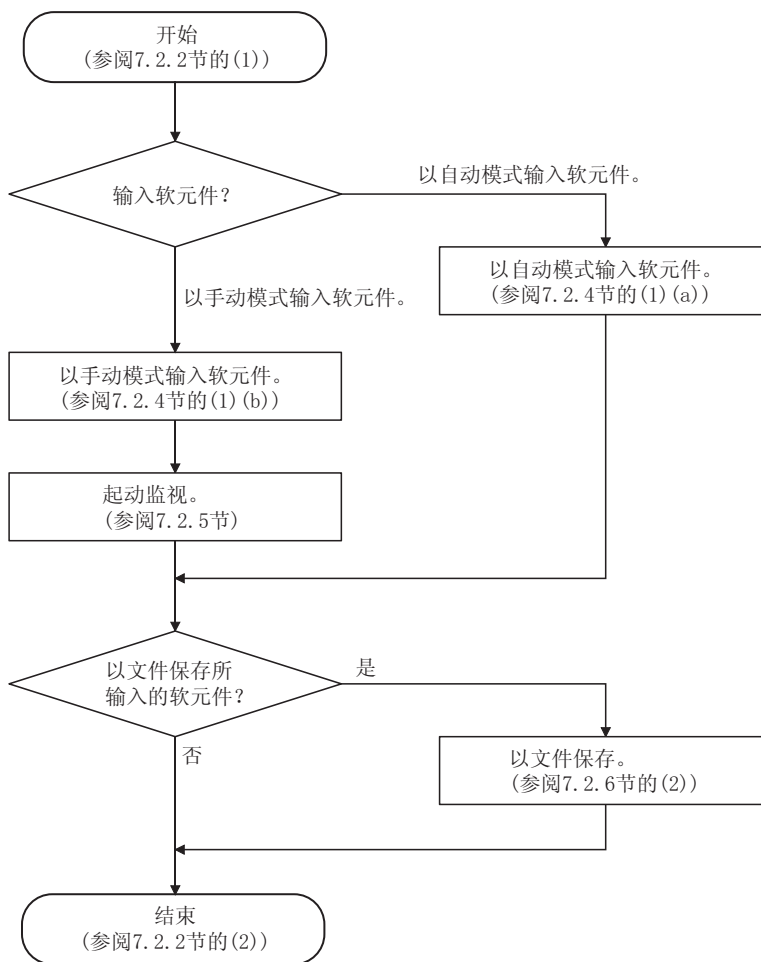 开始
(参阅7.2.2节的(1))
输入软元件？
以自动模式输入软元件。
以自动模式输入软元件。
(参阅7.2.4节的(1)(a))
以手动模式输入软元件。
以手动模式输入软元件。
(参阅7.2.4节的(1)(b))
起动监视。
(参阅7.2.5节)
以文件保存所
输入的软元件？
是
否
以文件保存。
(参阅7.2.6节的(2))
结束
(参阅7.2.2节的(2))